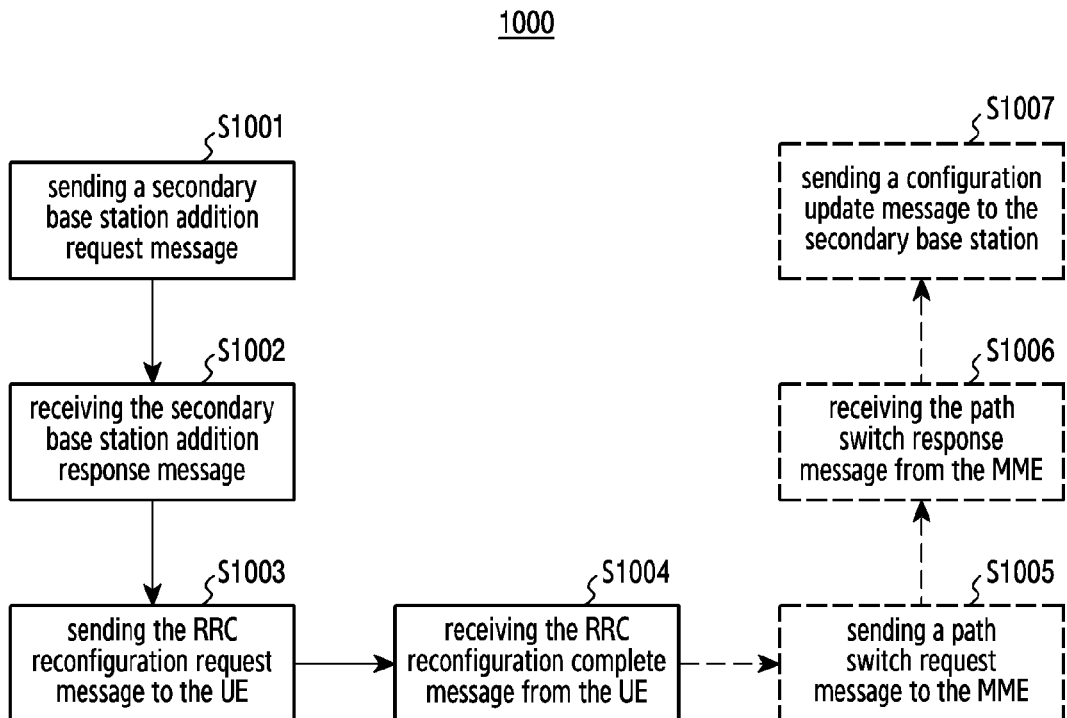 1000
S1001
sending a secondary
base station addition
request message
S1002
receiving the secondary
base station addition
response message
S1003
sending the RRC
reconfiguration request
message to the UE
S1004
receiving the RRC
reconfiguration complete
message from the UE
S1005
sending a path
switch request
message to the MME
S1006
receiving the path
switch response
message from the MME
S1007
sending a configuration
update message to the
secondary base station